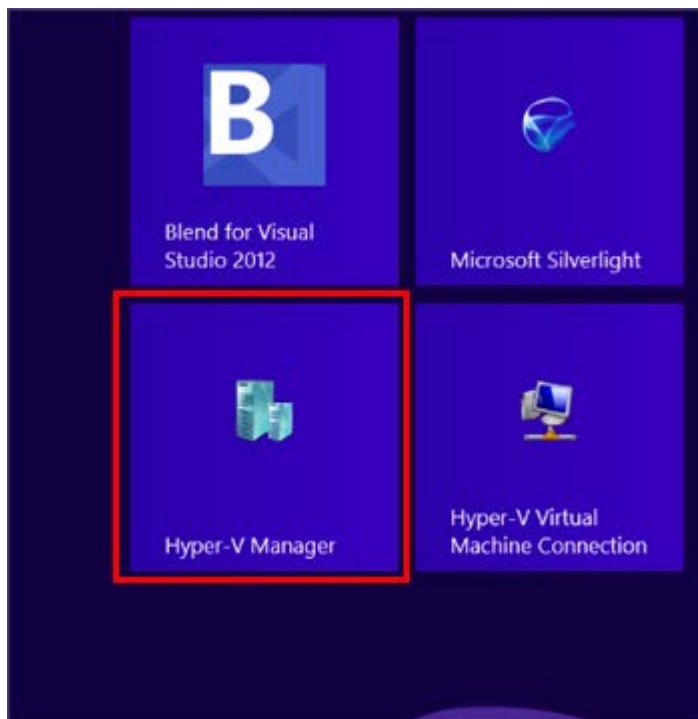 B
Blend for Visual
Studio 2012
Microsoft Silverlight
Hyper-V Manager
Hyper-V Virtual
Machine Connection